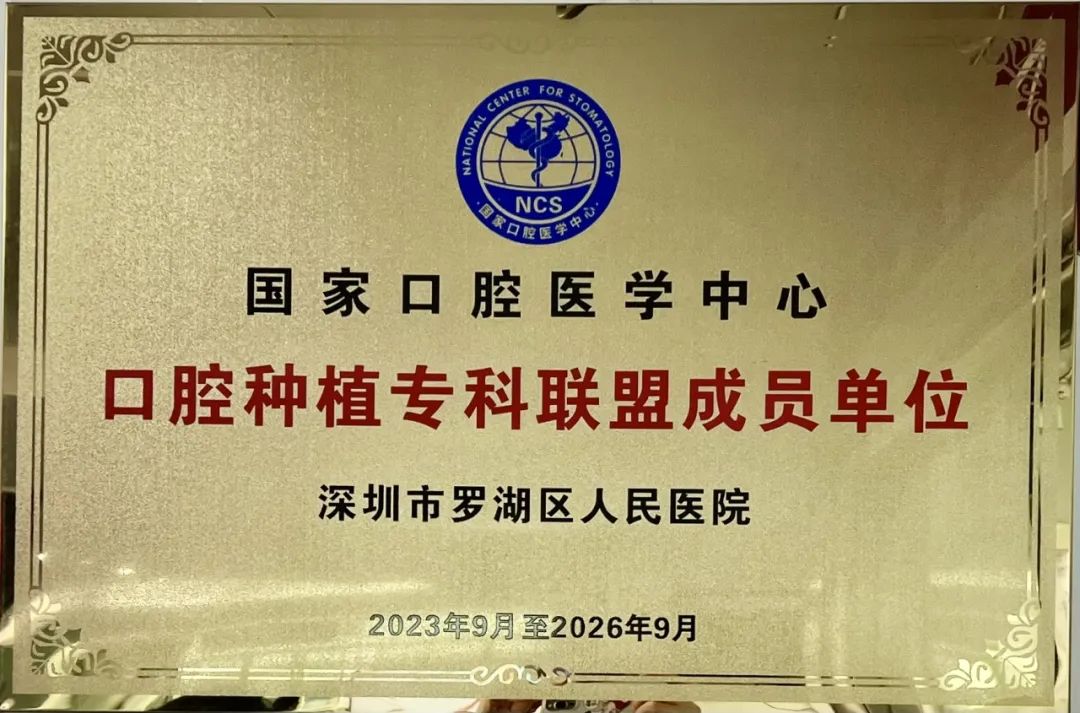 NATIONAL CENTER FOR STOMATOLOGY
NCS
·国家口腔医学中心·
国家口腔医学中心
口腔种植专科联盟成员单位
深圳市罗湖区人民医院
2023年9月至2026年9月